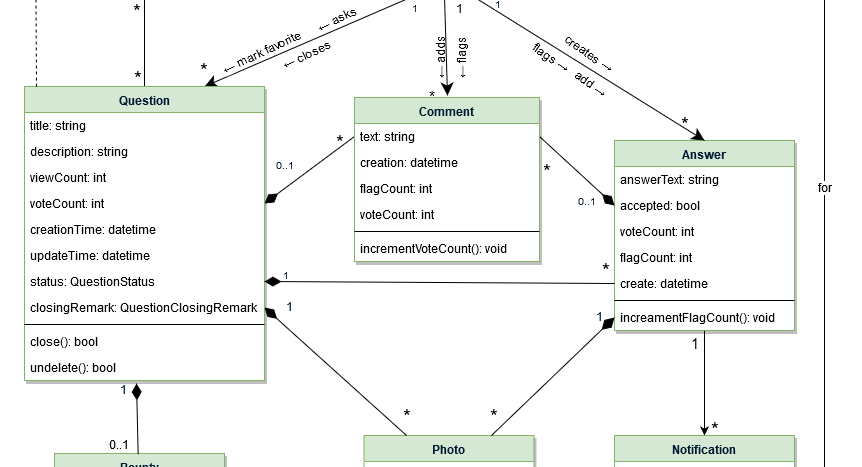 *
1
1
1
← asks
← mark favorite
← closes
←adds
←flags
creates →
flags → add →
*
*
*
*
Question
title: string
description: string
viewCount: int
voteCount: int
creationTime: datetime
updateTime: datetime
status: QuestionStatus
closingRemark: QuestionClosingRemark
close(): bool
undelete(): bool
Comment
text: string
creation: datetime
flagCount: int
voteCount: int
incrementVoteCount(): void
Answer
answerText: string
accepted: bool
voteCount: int
flagCount: int
create: datetime
increamentFlagCount(): void
for
0..1
*
*
0..1
1
*
1
1
1
*
*
1
*
0..1
Bounty
Photo
Notification